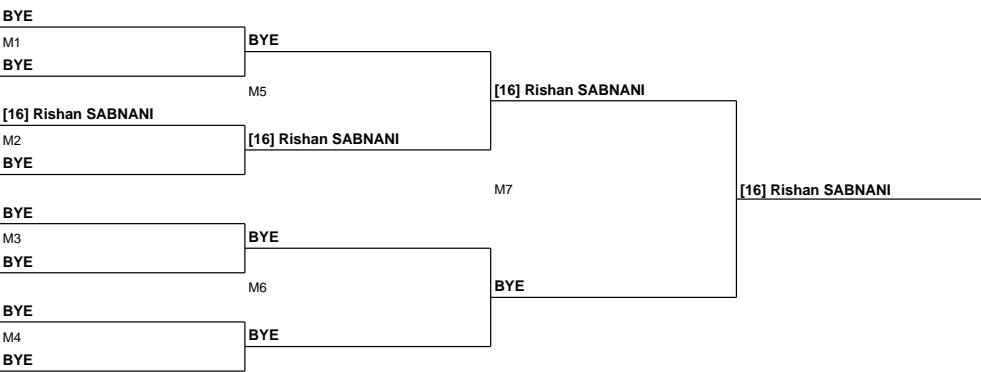 BYE
M1
BYE
BYE
M5
[16] Rishan SABNANI
[16] Rishan SABNANI
M2
[16] Rishan SABNANI
BYE
M7
[16] Rishan SABNANI
BYE
M3
BYE
BYE
M6
BYE
BYE
M4
BYE
BYE